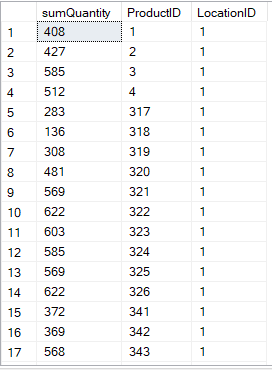 sumQuantity ProductID LocationID
1 408 1 1
2 427 2 1
3 585 3 1
4 512 4 1
5 283 317 1
6 136 318 1
7 308 319 1
8 481 320 1
9 569 321 1
10 622 322 1
11 603 323 1
12 585 324 1
13 569 325 1
14 622 326 1
15 372 341 1
16 369 342 1
17 568 343 1